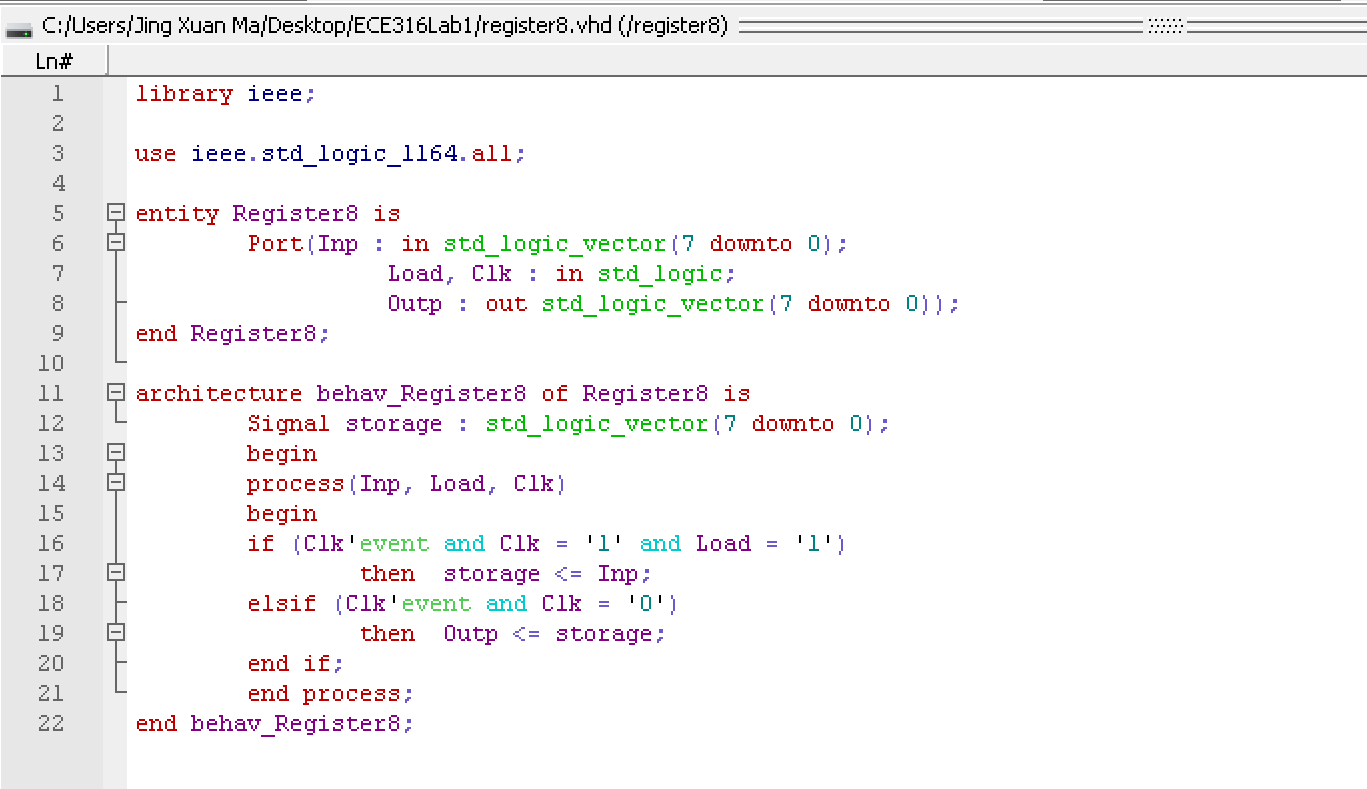 C:/Users/Jing Xuan Ma/Desktop/ECE316Lab1/register8.vhd (/register8)
Ln#
1 library ieee;
2
3 use ieee.std_logic_1164.all;
4
5 entity Register8 is
6 Port(Inp : in std_logic_vector(7 downto 0);
7 Load, Clk : in std_logic;
8 Outp : out std_logic_vector(7 downto 0));
9 end Register8;
10
11 architecture behav_Register8 of Register8 is
12 Signal storage : std_logic_vector(7 downto 0);
13 begin
14 process(Inp, Load, Clk)
15 begin
16 if (Clk'event and Clk = '1' and Load = '1')
17 then storage <= Inp;
18 elsif (Clk'event and Clk = '0')
19 then Outp <= storage;
20 end if;
21 end process;
22 end behav_Register8;